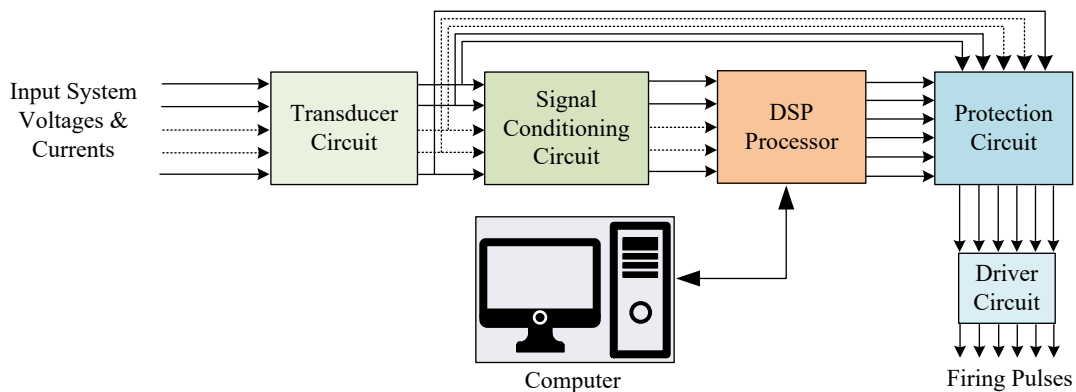 Input System
Voltages &
Currents
Transducer
Circuit
Signal
Conditioning
Circuit
DSP
Processor
Protection
Circuit
Driver
Circuit
Computer
Firing Pulses